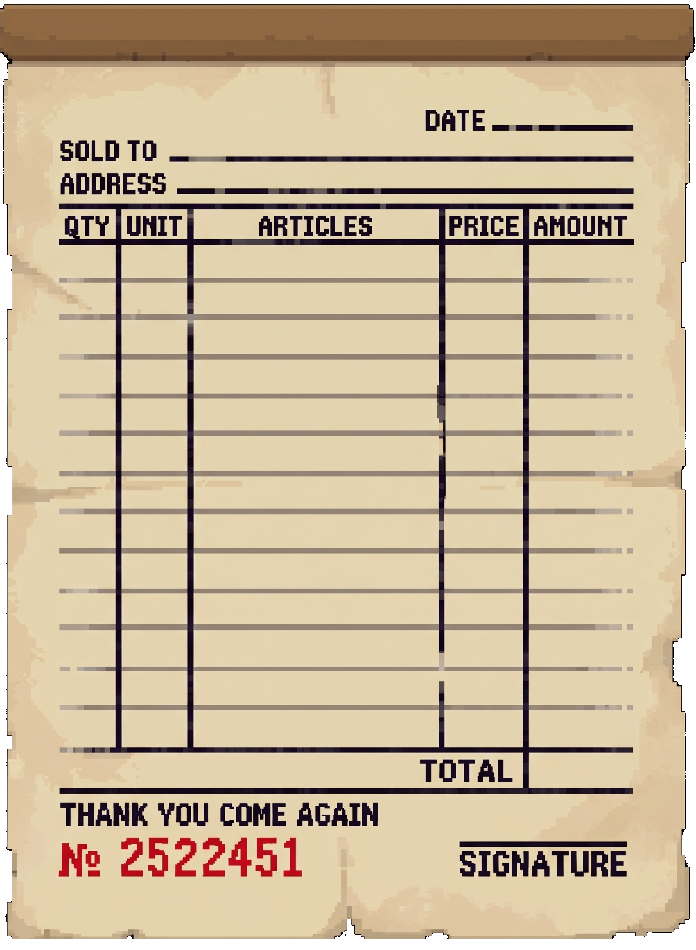 DATE
SOLD TO
ADDRESS
QTY UNIT ARTICLES PRICE AMOUNT
TOTAL
THANK YOU COME AGAIN
№ 2522451
SIGNATURE